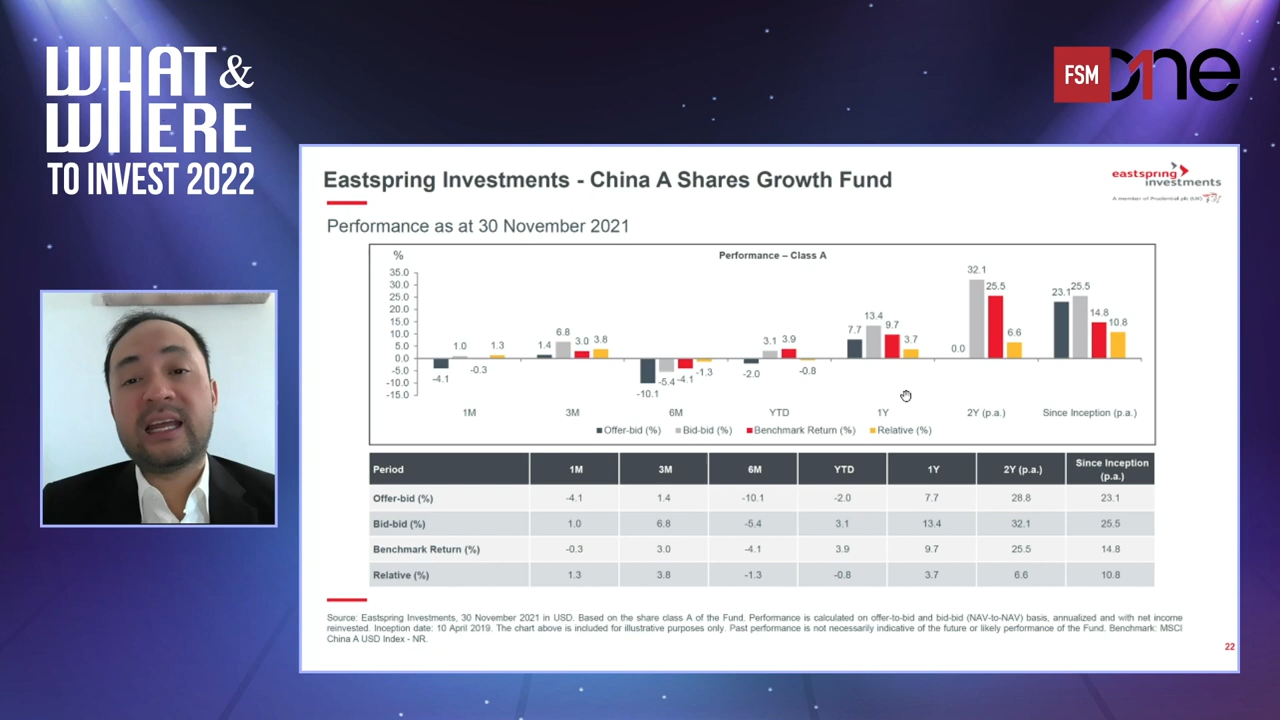 WHAT &
WHERE
TO INVEST 2022
FSM
One
Eastspring Investments - China A Shares Growth Fund
eastspring
investments
A member of Prudential plc (UK)
Performance as at 30 November 2021
%
Performance – Class A
35.0
30.0
25.0
20.0
15.0
10.0
5.0
0.0
-5.0
-10.0
-15.0
-4.1 1.0 -0.3 1.3
1.4 6.8 3.0 3.8
-10.1 -5.4 -4.1 -1.3
-2.0 3.1 3.9 -0.8
7.7 13.4 9.7 3.7
0.0 32.1 25.5 6.6
23.1 25.5 14.8 10.8
1M 3M 6M YTD 1Y 2Y (p.a.) Since Inception (p.a.)
Offer-bid (%) Bid-bid (%) Benchmark Return (%) Relative (%)
Period 1M 3M 6M YTD 1Y 2Y (p.a.) Since Inception
(p.a.)
Offer-bid (%) -4.1 1.4 -10.1 -2.0 7.7 28.8 23.1
Bid-bid (%) 1.0 6.8 -5.4 3.1 13.4 32.1 25.5
Benchmark Return (%) -0.3 3.0 -4.1 3.9 9.7 25.5 14.8
Relative (%) 1.3 3.8 -1.3 -0.8 3.7 6.6 10.8
Source: Eastspring Investments, 30 November 2021 in USD. Based on the share class A of the Fund. Performance is calculated on offer-to-bid and bid-bid (NAV-to-NAV) basis, annualized and with net income
reinvested. Inception date: 10 April 2019. The chart above is included for illustrative purposes only. Past performance is not necessarily indicative of the future or likely performance of the Fund. Benchmark: MSCI
China A USD Index - NR.
22